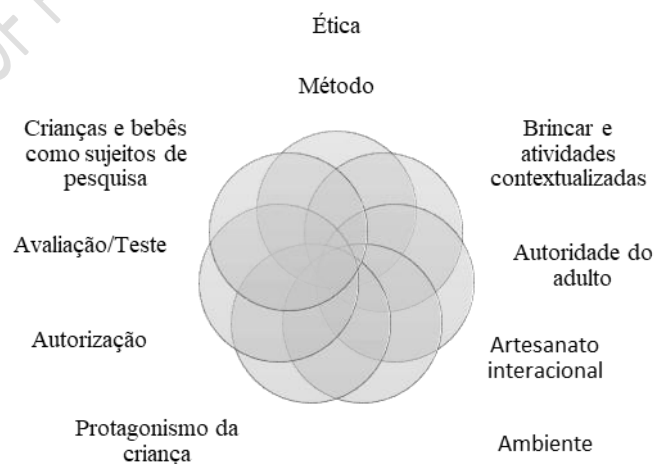 Ética
Método
Crianças e bebês
como sujeitos de
pesquisa
Brincar e
atividades
contextualizadas
Avaliação/Teste
Autoridade do
adulto
Autorização
Artesanato
interacional
Protagonismo da
criança
Ambiente